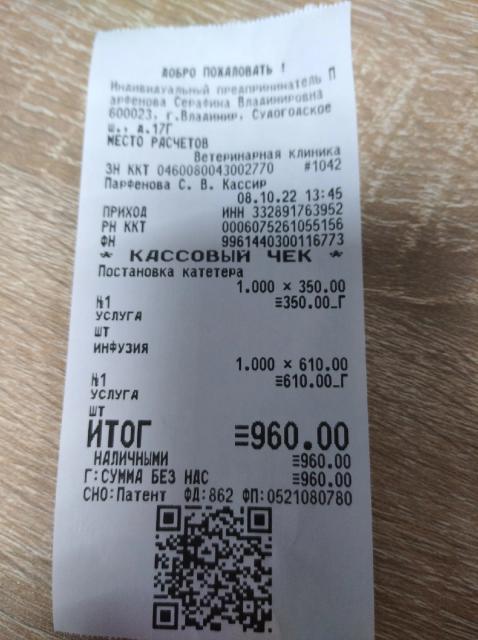 ДОБРО ПОЖАЛОВАТЬ !
Индивидуальный предприниматель П
арфенова Серафина Владимировна
600023, г.Владимир, Судогодское
ш., д.17Г
МЕСТО РАСЧЕТОВ
Ветеринарная клиника
ЗН ККТ 0460080043002770 #1042
Парфенова С. В. Кассир
08.10.22 13:45
ПРИХОД ИНН 332891763952
РН ККТ 0006075261055156
ФН 9961440300116773
* КАССОВЫЙ ЧЕК *
Постановка катетера
1.000 × 350.00
№1 ≡350.00_Г
УСЛУГА
ШТ
ИНФУЗИЯ
1.000 × 610.00
№1 ≡610.00_Г
УСЛУГА
ШТ
ИТОГ ≡960.00
НАЛИЧНЫМИ ≡960.00
Г:СУММА БЕЗ НДС ≡960.00
СНО:Патент ФД:862 ФП:0521080780